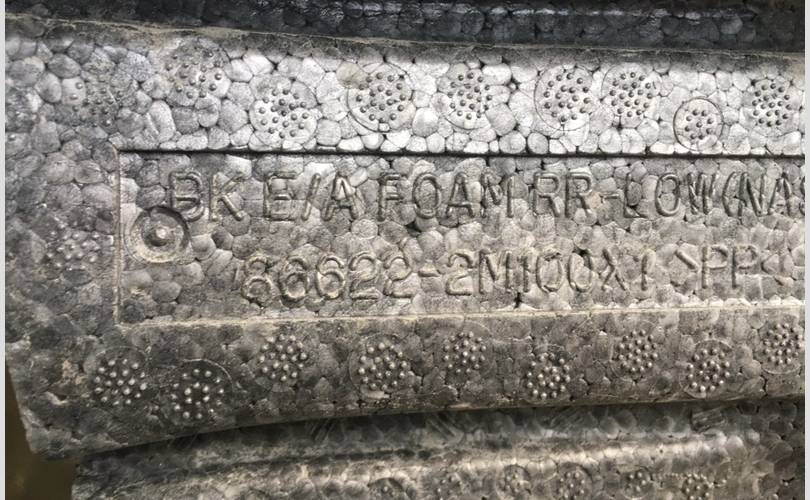 BK E/A FOAM RR-LOW(NA
86622-2M100X1 >PP<